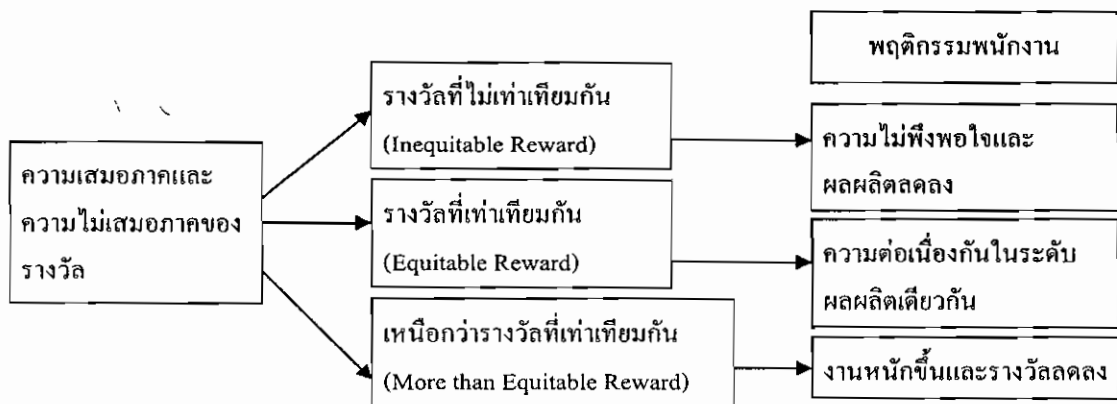 พฤติกรรมพนักงาน
รางวัลที่ไม่เท่าเทียมกัน
(Inequitable Reward)
ความไม่พึงพอใจและ
ผลผลิตลดลง
ความเสมอภาคและ
ความไม่เสมอภาคของ
รางวัล
รางวัลที่เท่าเทียมกัน
(Equitable Reward)
ความต่อเนื่องกันในระดับ
ผลผลิตเดียวกัน
เหนือกว่ารางวัลที่เท่าเทียมกัน
(More than Equitable Reward)
งานหนักขึ้นและรางวัลลดลง